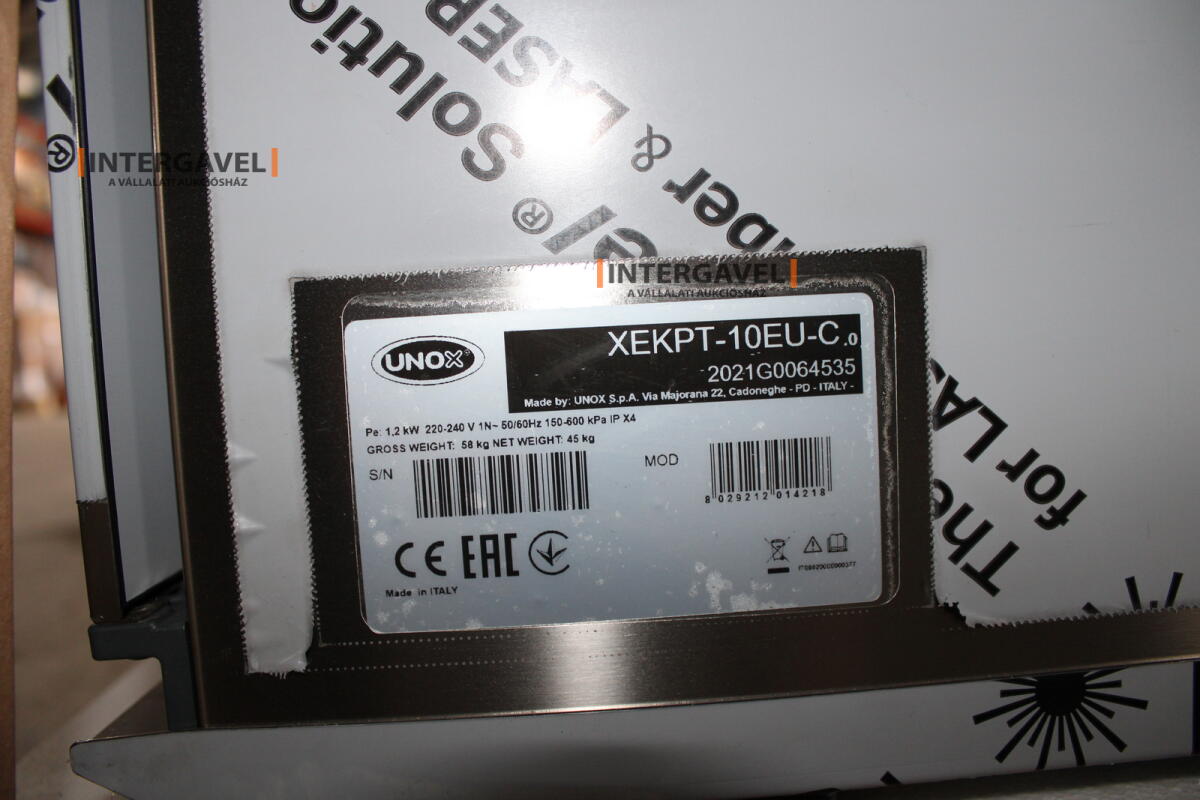 Solutio
LASER
& 
ber
®
el®
INTERGAVEL
A VÁLLALATI AUKCIÓSHÁZ
INTERGAVEL
A VÁLLALATI AUKCIÓSHÁZ
UNOX
XEKPT-10EU-C.0
2021G0064535
Made by: UNOX S.p.A. Via Majorana 22, Cadoneghe - PD - ITALY -
Pe: 1,2 kW 220-240 V 1N~ 50/60Hz 150-600 kPa IP X4
GROSS WEIGHT: 58 kg NET WEIGHT: 45 kg
S/N
MOD
8 029212 014218
CE EAC
Made in ITALY
The
for LAS